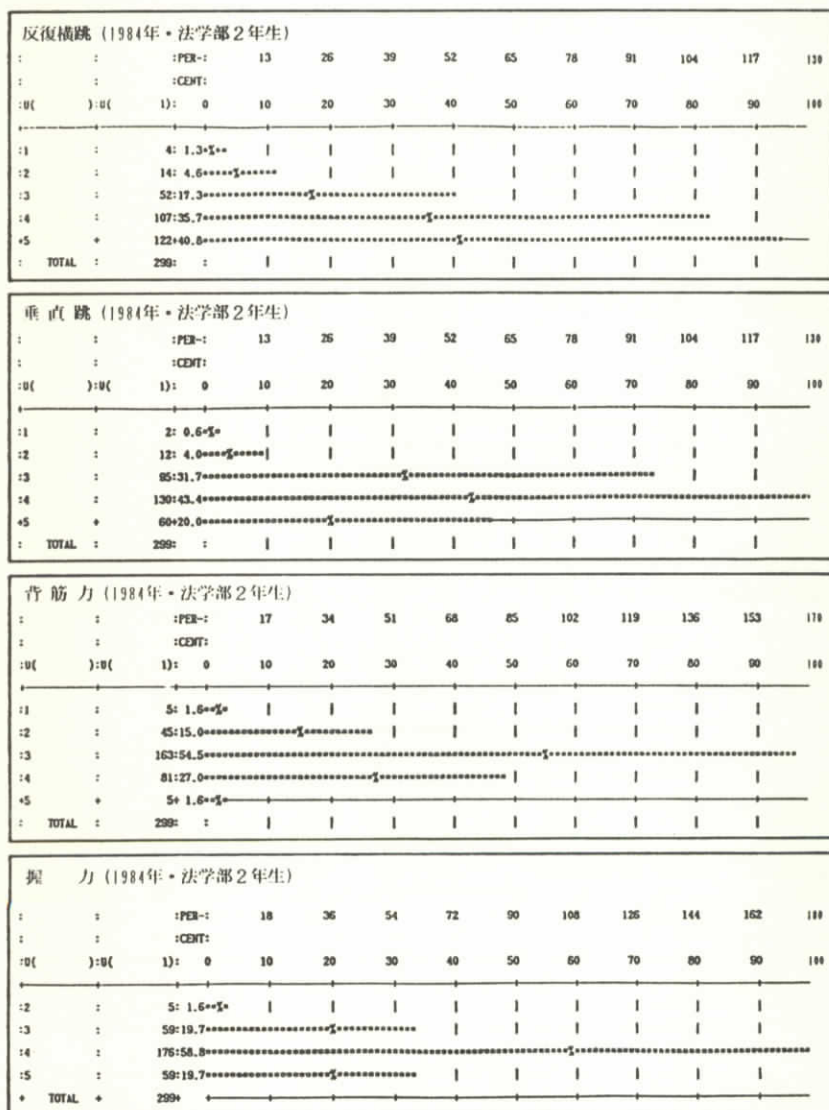 反復横跳 (1984年・法学部2年生)
: : :PER-: 13 26 39 52 65 78 91 104 117 130
: : :CENT:
:U( ):U( 1): 0 10 20 30 40 50 60 70 80 90 100
:1 : 4: 1.3
:2 : 14: 4.6
:3 : 52:17.3
:4 : 107:35.7
+5 + 122+40.8
: TOTAL : 299: :
垂直跳 (1984年・法学部2年生)
: : :PER-: 13 26 39 52 65 78 91 104 117 130
: : :CENT:
:U( ):U( 1): 0 10 20 30 40 50 60 70 80 90 100
:1 : 2: 0.6
:2 : 12: 4.0
:3 : 95:31.7
:4 : 130:43.4
+5 + 60+20.0
: TOTAL : 299: :
背筋力 (1984年・法学部2年生)
: : :PER-: 17 34 51 68 85 102 119 136 153 170
: : :CENT:
:U( ):U( 1): 0 10 20 30 40 50 60 70 80 90 100
:1 : 5: 1.6
:2 : 45:15.0
:3 : 163:54.5
:4 : 81:27.0
+5 + 5+ 1.6
: TOTAL : 299: :
握 力 (1984年・法学部2年生)
: : :PER-: 18 36 54 72 90 108 126 144 162 180
: : :CENT:
:U( ):U( 1): 0 10 20 30 40 50 60 70 80 90 100
:2 : 5: 1.6
:3 : 59:19.7
:4 : 176:58.8
:5 : 59:19.7
+ TOTAL + 299+